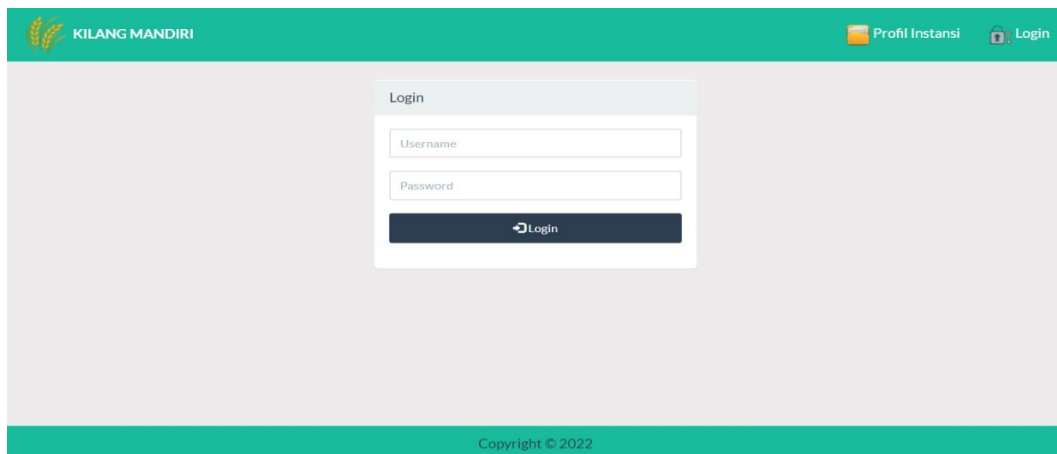 KILANG MANDIRI
Profil Instansi
Login
Login
Username
Password
Login
Copyright © 2022